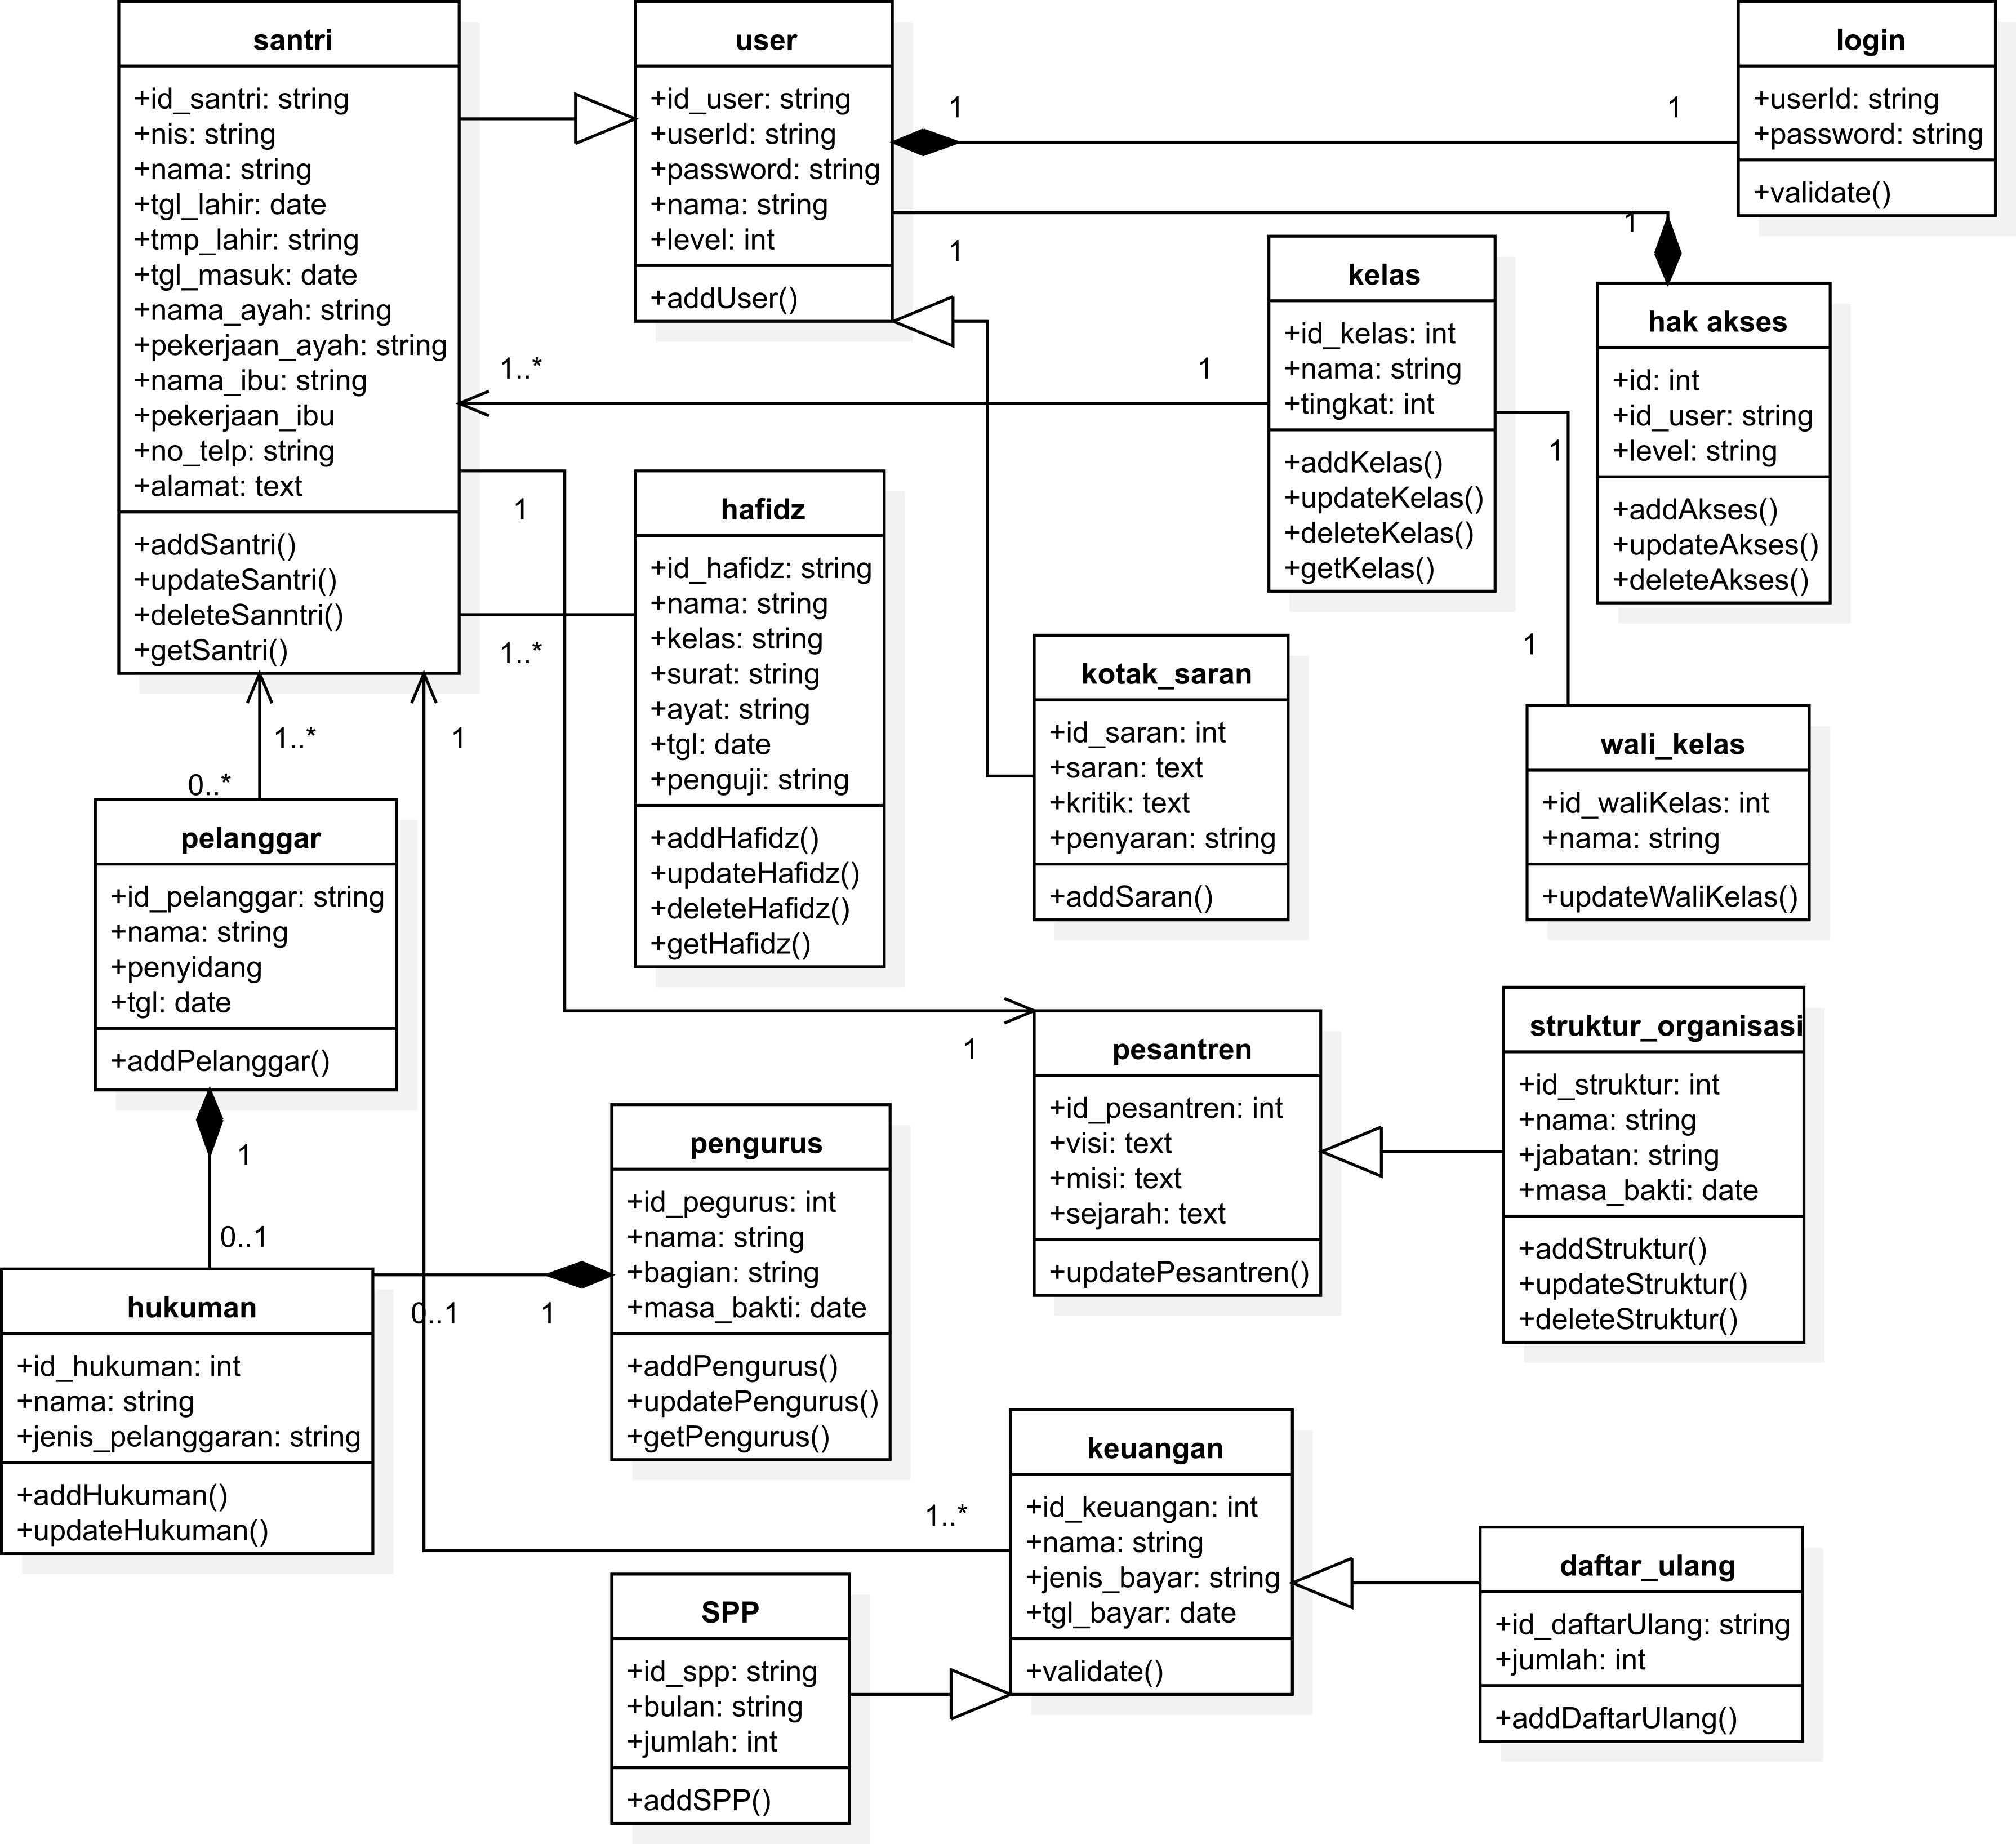 santri
+id_santri: string
+nis: string
+nama: string
+tgl_lahir: date
+tmp_lahir: string
+tgl_masuk: date
+nama_ayah: string
+pekerjaan_ayah: string
+nama_ibu: string
+pekerjaan_ibu
+no_telp: string
+alamat: text
+addSantri()
+updateSantri()
+deleteSanntri()
+getSantri()
user
+id_user: string
+userId: string
+password: string
+nama: string
+level: int
+addUser()
1
1
login
+userId: string
+password: string
+validate()
1
1
hak akses
+id: int
+id_user: string
+level: string
+addAkses()
+updateAkses()
+deleteAkses()
kelas
+id_kelas: int
+nama: string
+tingkat: int
+addKelas()
+updateKelas()
+deleteKelas()
+getKelas()
1..*
1
1
1
1
1..*
hafidz
+id_hafidz: string
+nama: string
+kelas: string
+surat: string
+ayat: string
+tgl: date
+penguji: string
+addHafidz()
+updateHafidz()
+deleteHafidz()
+getHafidz()
kotak_saran
+id_saran: int
+saran: text
+kritik: text
+penyaran: string
+addSaran()
wali_kelas
+id_waliKelas: int
+nama: string
+updateWaliKelas()
1..*
1
0..*
pelanggar
+id_pelanggar: string
+nama: string
+penyidang
+tgl: date
+addPelanggar()
1
0..1
1
pesantren
+id_pesantren: int
+visi: text
+misi: text
+sejarah: text
+updatePesantren()
struktur_organisasi
+id_struktur: int
+nama: string
+jabatan: string
+masa_bakti: date
+addStruktur()
+updateStruktur()
+deleteStruktur()
pengurus
+id_pegurus: int
+nama: string
+bagian: string
+masa_bakti: date
+addPengurus()
+updatePengurus()
+getPengurus()
0..1
1
hukuman
+id_hukuman: int
+nama: string
+jenis_pelanggaran: string
+addHukuman()
+updateHukuman()
1..*
keuangan
+id_keuangan: int
+nama: string
+jenis_bayar: string
+tgl_bayar: date
+validate()
SPP
+id_spp: string
+bulan: string
+jumlah: int
+addSPP()
daftar_ulang
+id_daftarUlang: string
+jumlah: int
+addDaftarUlang()